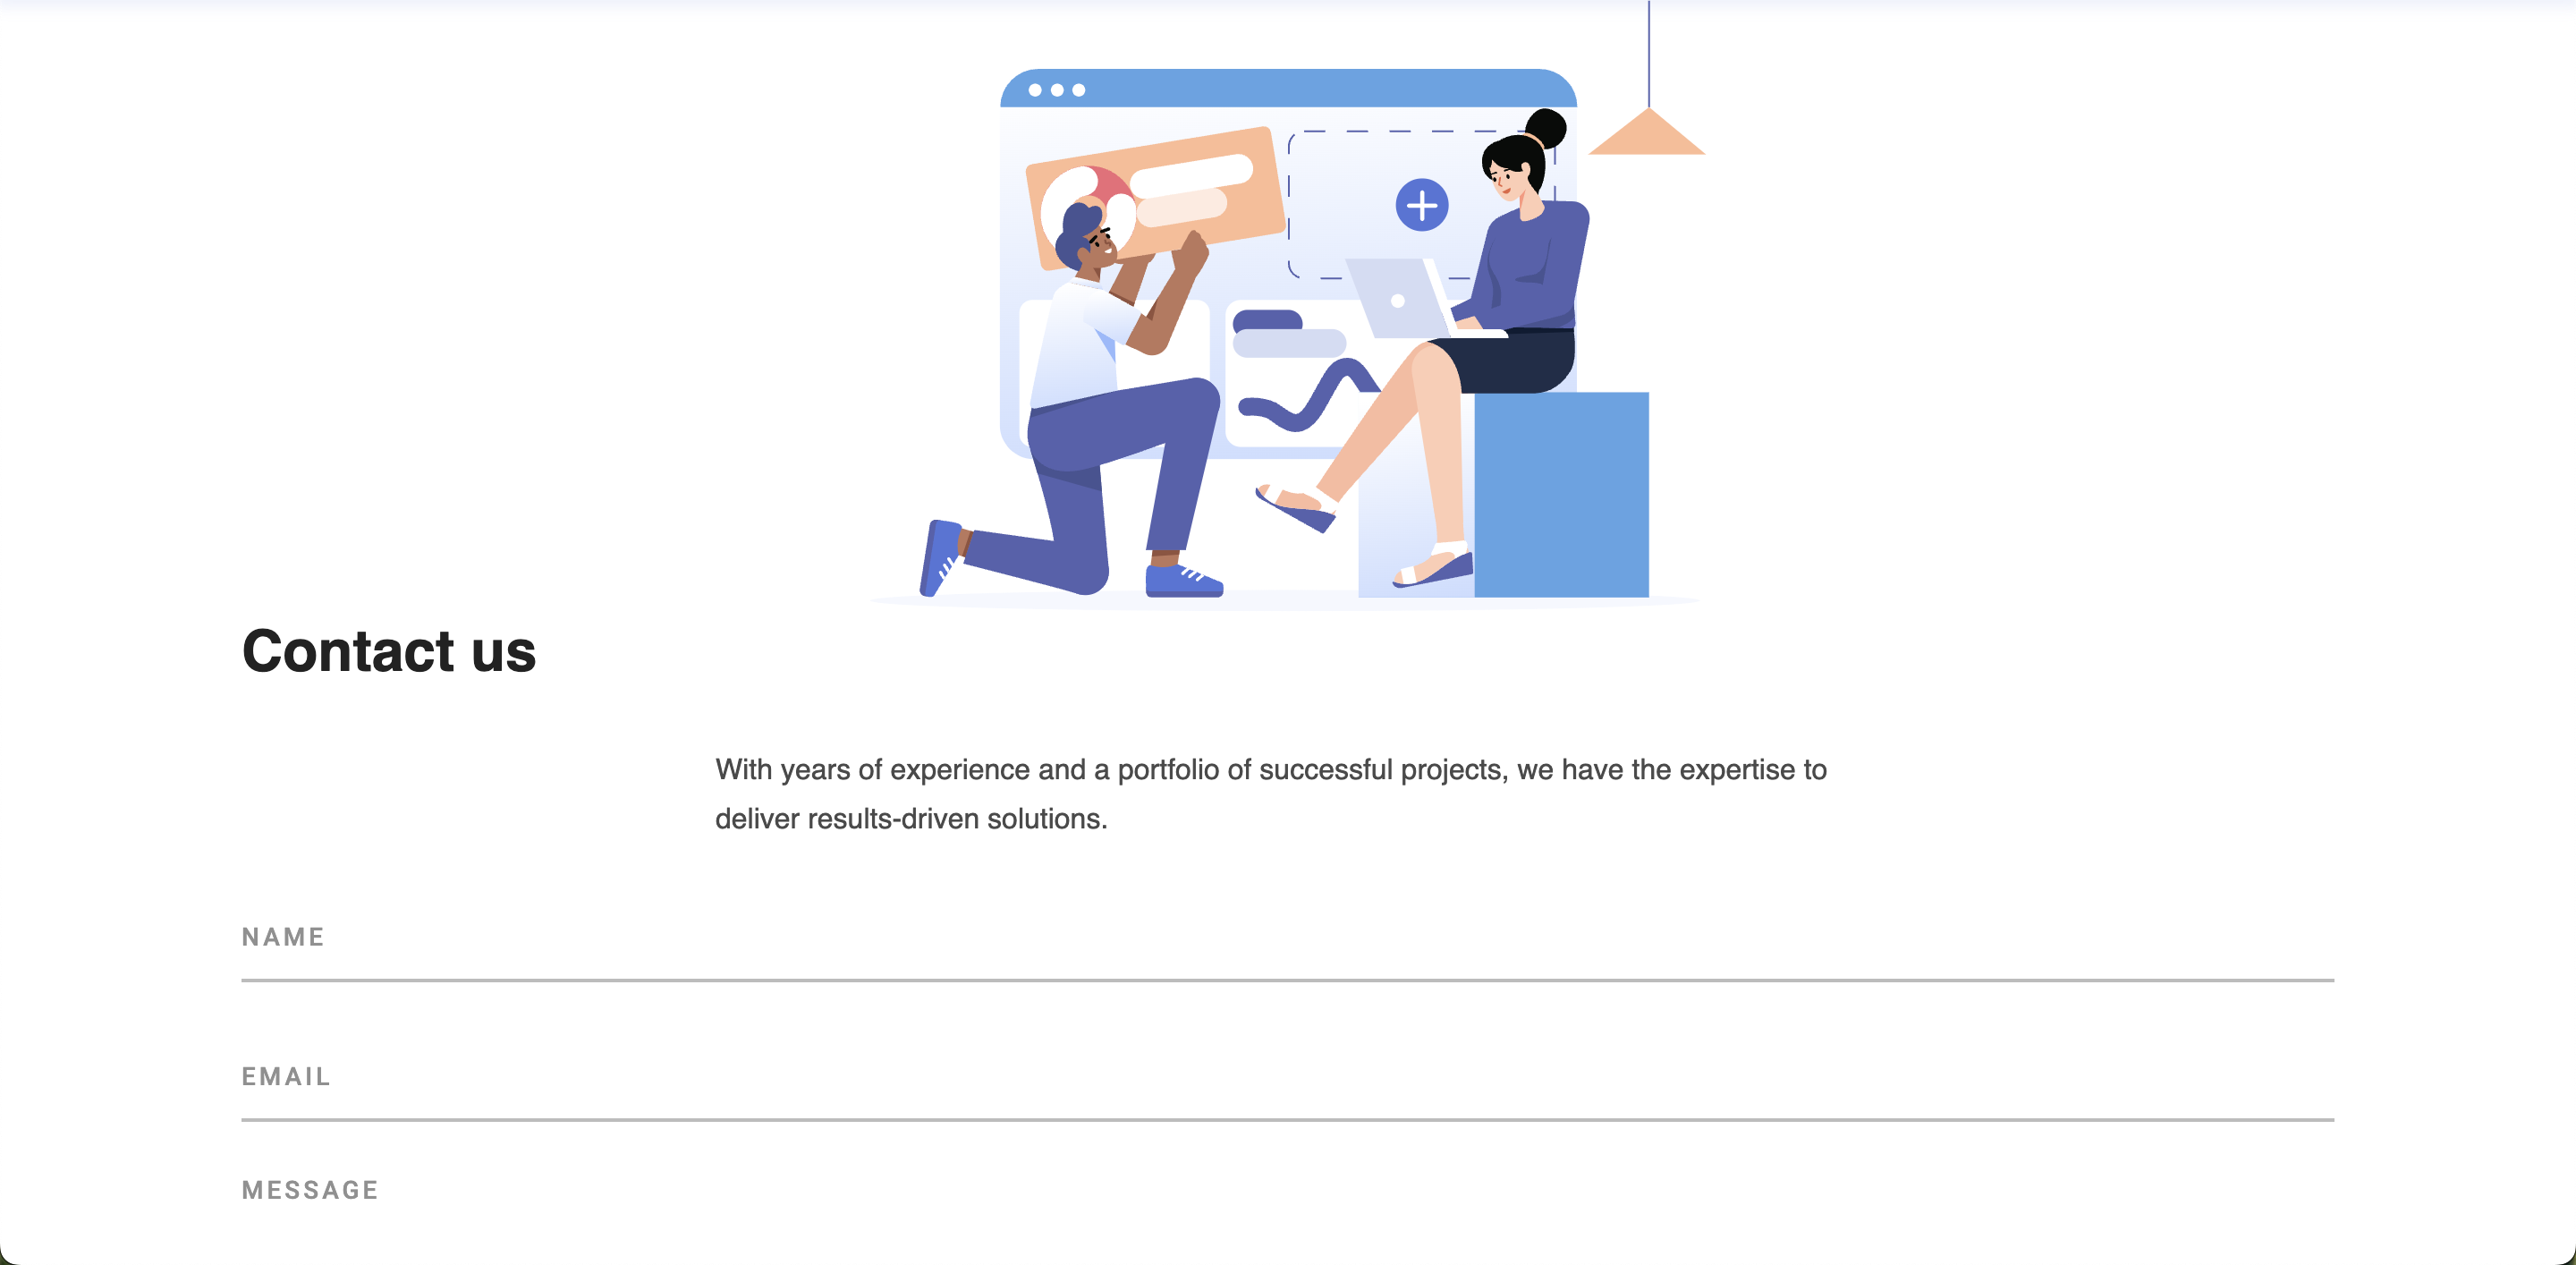 Contact us
With years of experience and a portfolio of successful projects, we have the expertise to
deliver results-driven solutions.
NAME
EMAIL
MESSAGE